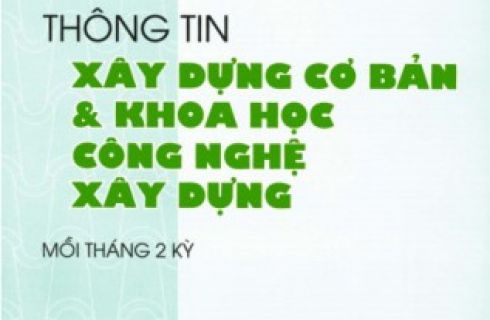 THÔNG TIN
XÂY DỰNG CƠ BẢN
& KHOA HỌC
CÔNG NGHỆ
XÂY DỰNG
MỖI THÁNG 2 KỲ